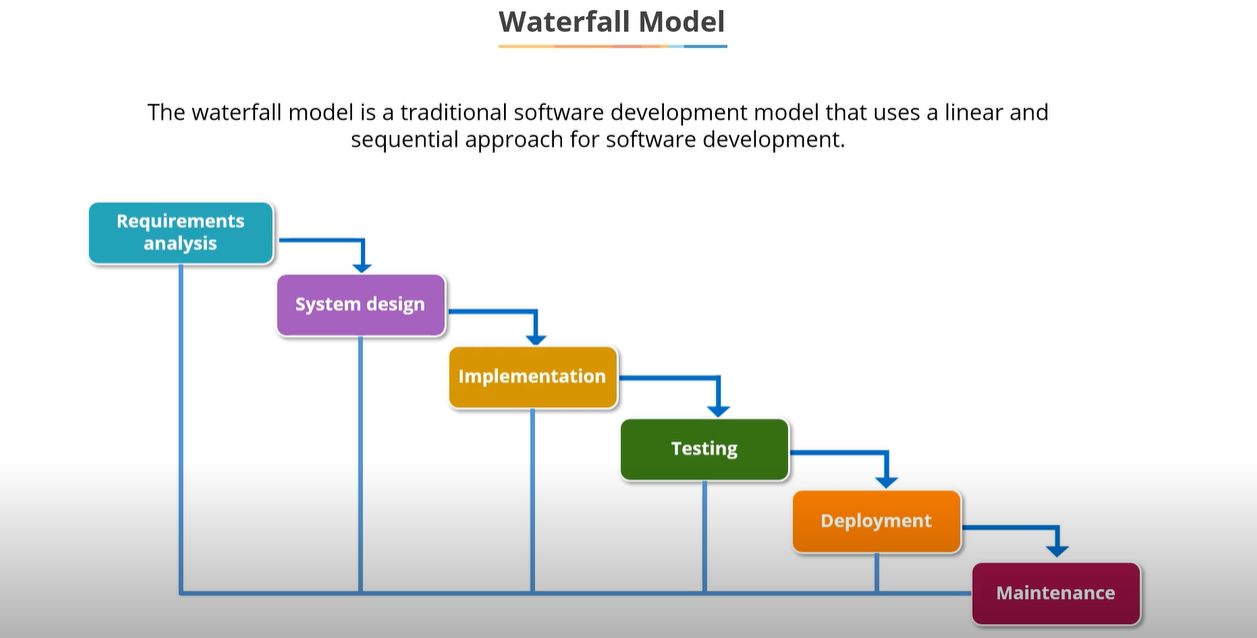 Waterfall Model
The waterfall model is a traditional software development model that uses a linear and
sequential approach for software development.
Requirements
analysis
System design
Implementation
Testing
Deployment
Maintenance